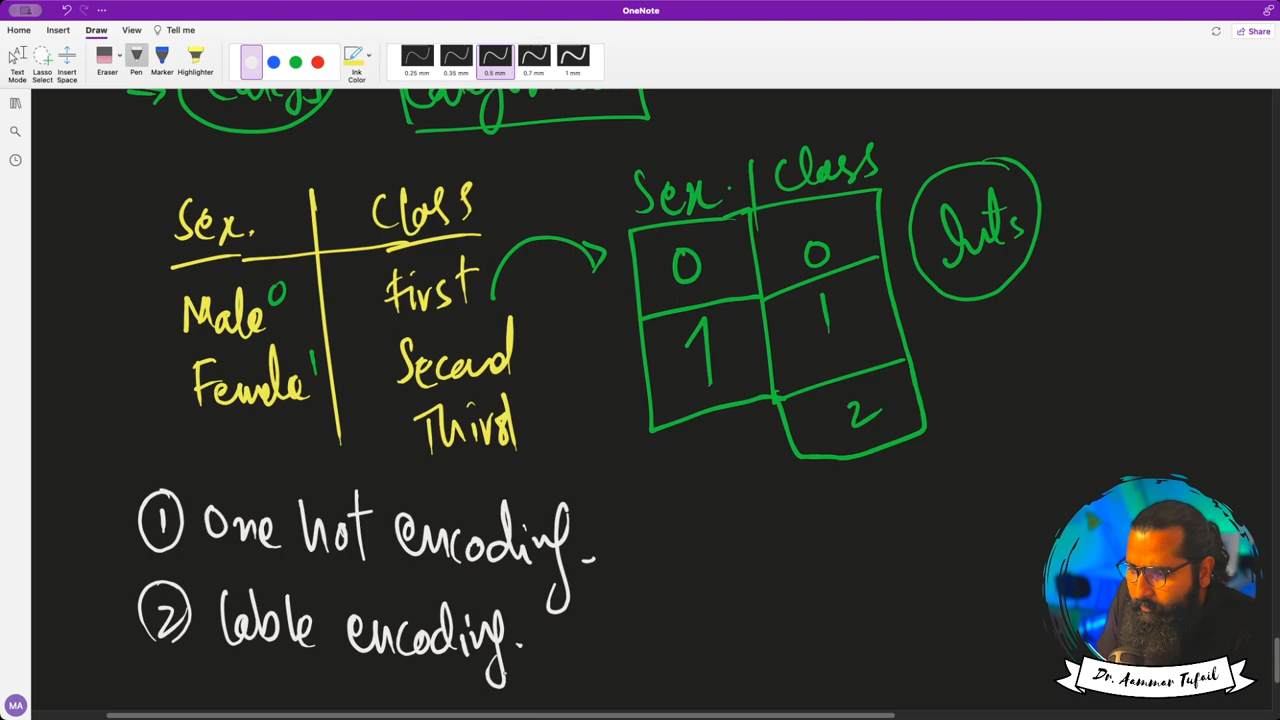 OneNote
Home Insert Draw View Tell me
Share
Text Mode
Lasso Select
Insert Space
Eraser
Pen
Marker
Highlighter
Ink Color
0.25 mm
0.35 mm
0.5 mm
0.7 mm
1 mm
Sex. Class
Male 0 First
Female 1 Second
Third
Sex. Class
0 0
1 1
2
① One hot encoding.
② Lable encoding.
Dr. Aammar Tufail
MA